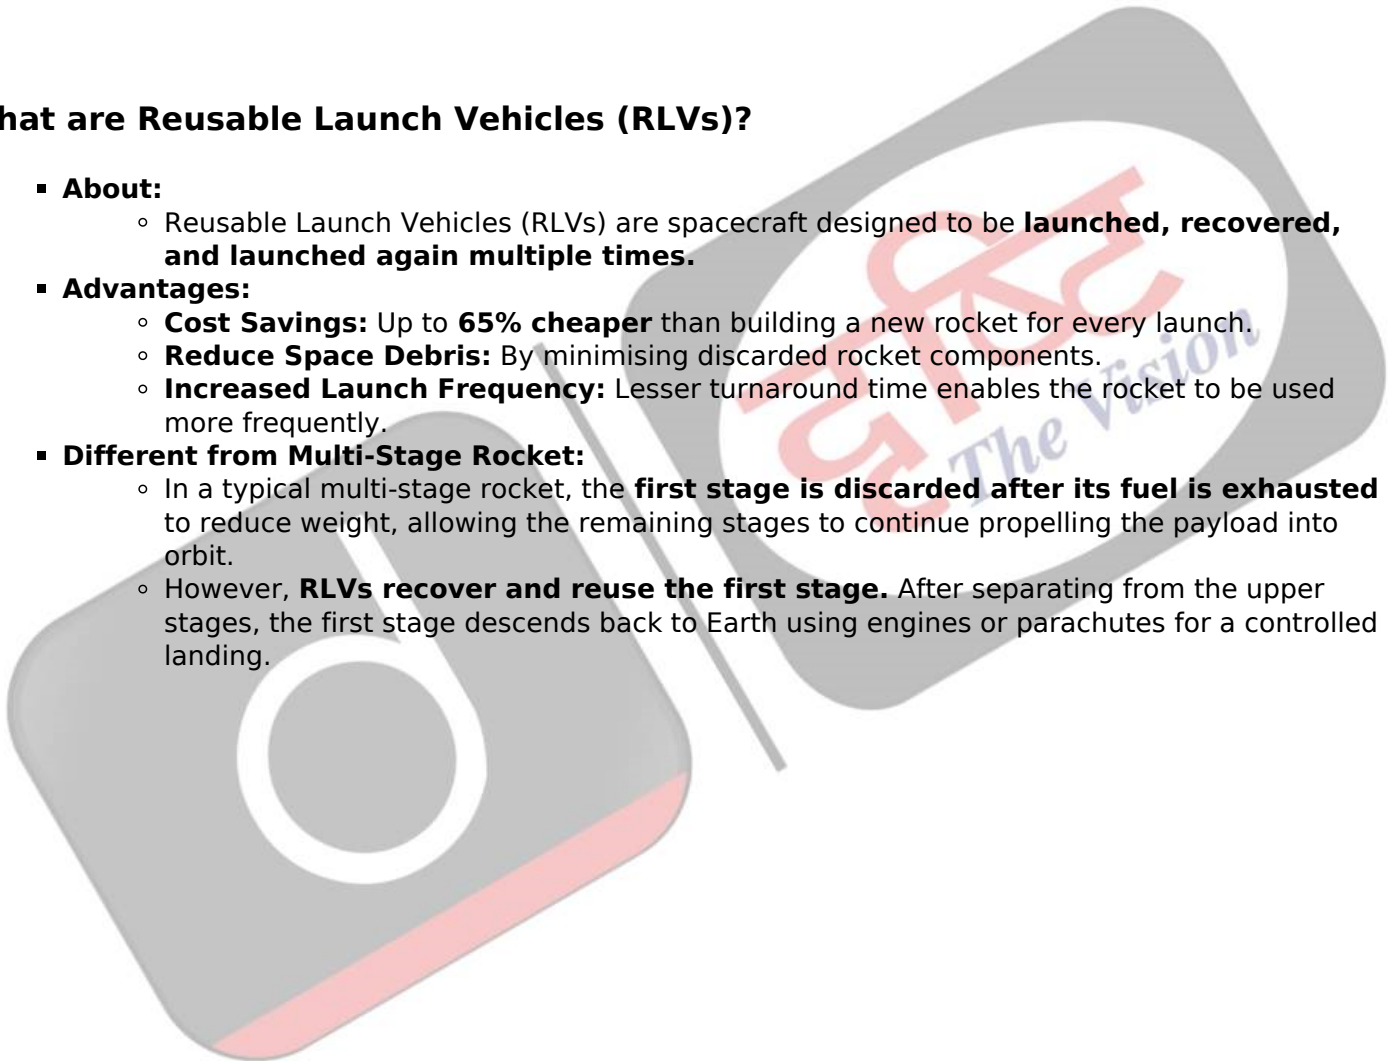 hat are Reusable Launch Vehicles (RLVs)?
▪ About:
◦ Reusable Launch Vehicles (RLVs) are spacecraft designed to be launched, recovered,
and launched again multiple times.
▪ Advantages:
◦ Cost Savings: Up to 65% cheaper than building a new rocket for every launch.
◦ Reduce Space Debris: By minimising discarded rocket components.
◦ Increased Launch Frequency: Lesser turnaround time enables the rocket to be used
more frequently.
▪ Different from Multi-Stage Rocket:
◦ In a typical multi-stage rocket, the first stage is discarded after its fuel is exhausted
to reduce weight, allowing the remaining stages to continue propelling the payload into
orbit.
◦ However, RLVs recover and reuse the first stage. After separating from the upper
stages, the first stage descends back to Earth using engines or parachutes for a controlled
landing.
दृष्टि
The Vision
d